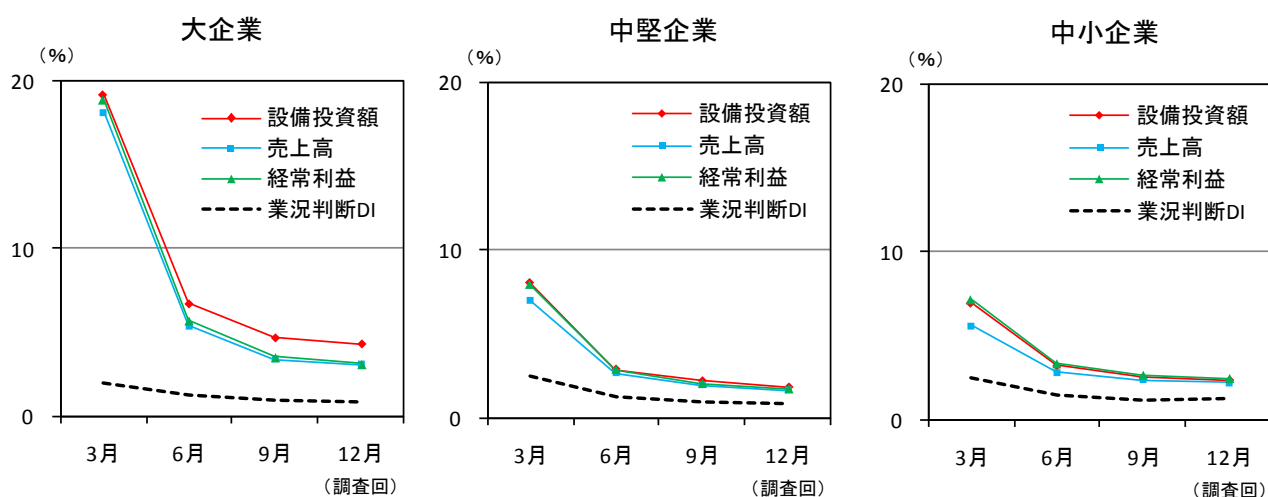 大企業
(%)
20
10
0
設備投資額
売上高
経常利益
業況判断DI
3月 6月 9月 12月
(調査回)
中堅企業
(%)
20
10
0
設備投資額
売上高
経常利益
業況判断DI
3月 6月 9月 12月
(調査回)
中小企業
(%)
20
10
0
設備投資額
売上高
経常利益
業況判断DI
3月 6月 9月 12月
(調査回)